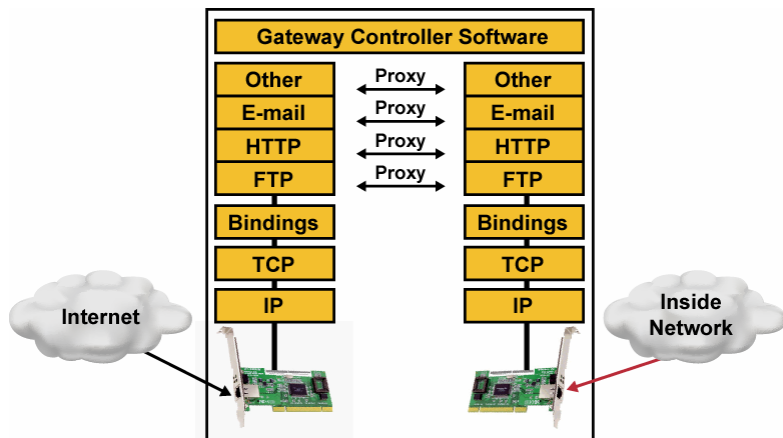 Gateway Controller Software
Other
Proxy
Other
E-mail
Proxy
E-mail
HTTP
Proxy
HTTP
FTP
Proxy
FTP
Bindings
Bindings
TCP
TCP
IP
IP
Internet
Inside
Network